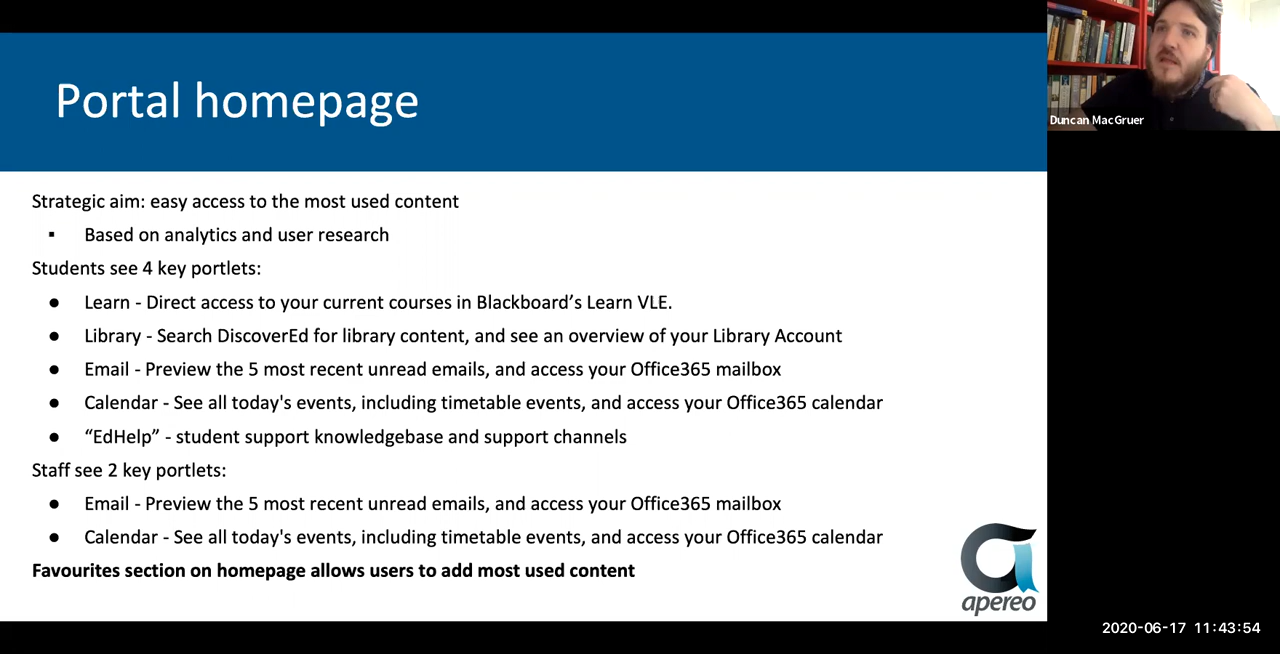 Portal homepage
Duncan MacGruer
Strategic aim: easy access to the most used content
▪ Based on analytics and user research
Students see 4 key portlets:
● Learn - Direct access to your current courses in Blackboard's Learn VLE.
● Library - Search DiscoverEd for library content, and see an overview of your Library Account
● Email - Preview the 5 most recent unread emails, and access your Office365 mailbox
● Calendar - See all today's events, including timetable events, and access your Office365 calendar
● “EdHelp” - student support knowledgebase and support channels
Staff see 2 key portlets:
● Email - Preview the 5 most recent unread emails, and access your Office365 mailbox
● Calendar - See all today's events, including timetable events, and access your Office365 calendar
Favourites section on homepage allows users to add most used content
apereo
2020-06-17 11:43:54